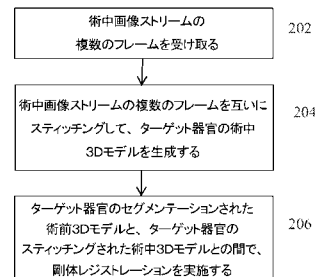 術中画像ストリームの
複数のフレームを受け取る
202
術中画像ストリームの複数のフレームを互いに
スティッチングして、ターゲット器官の術中
3Dモデルを生成する
204
ターゲット器官のセグメンテーションされた
術前3Dモデルと、ターゲット器官の
スティッチングされた術中3Dモデルとの間で、
剛体レジストレーションを実施する
206